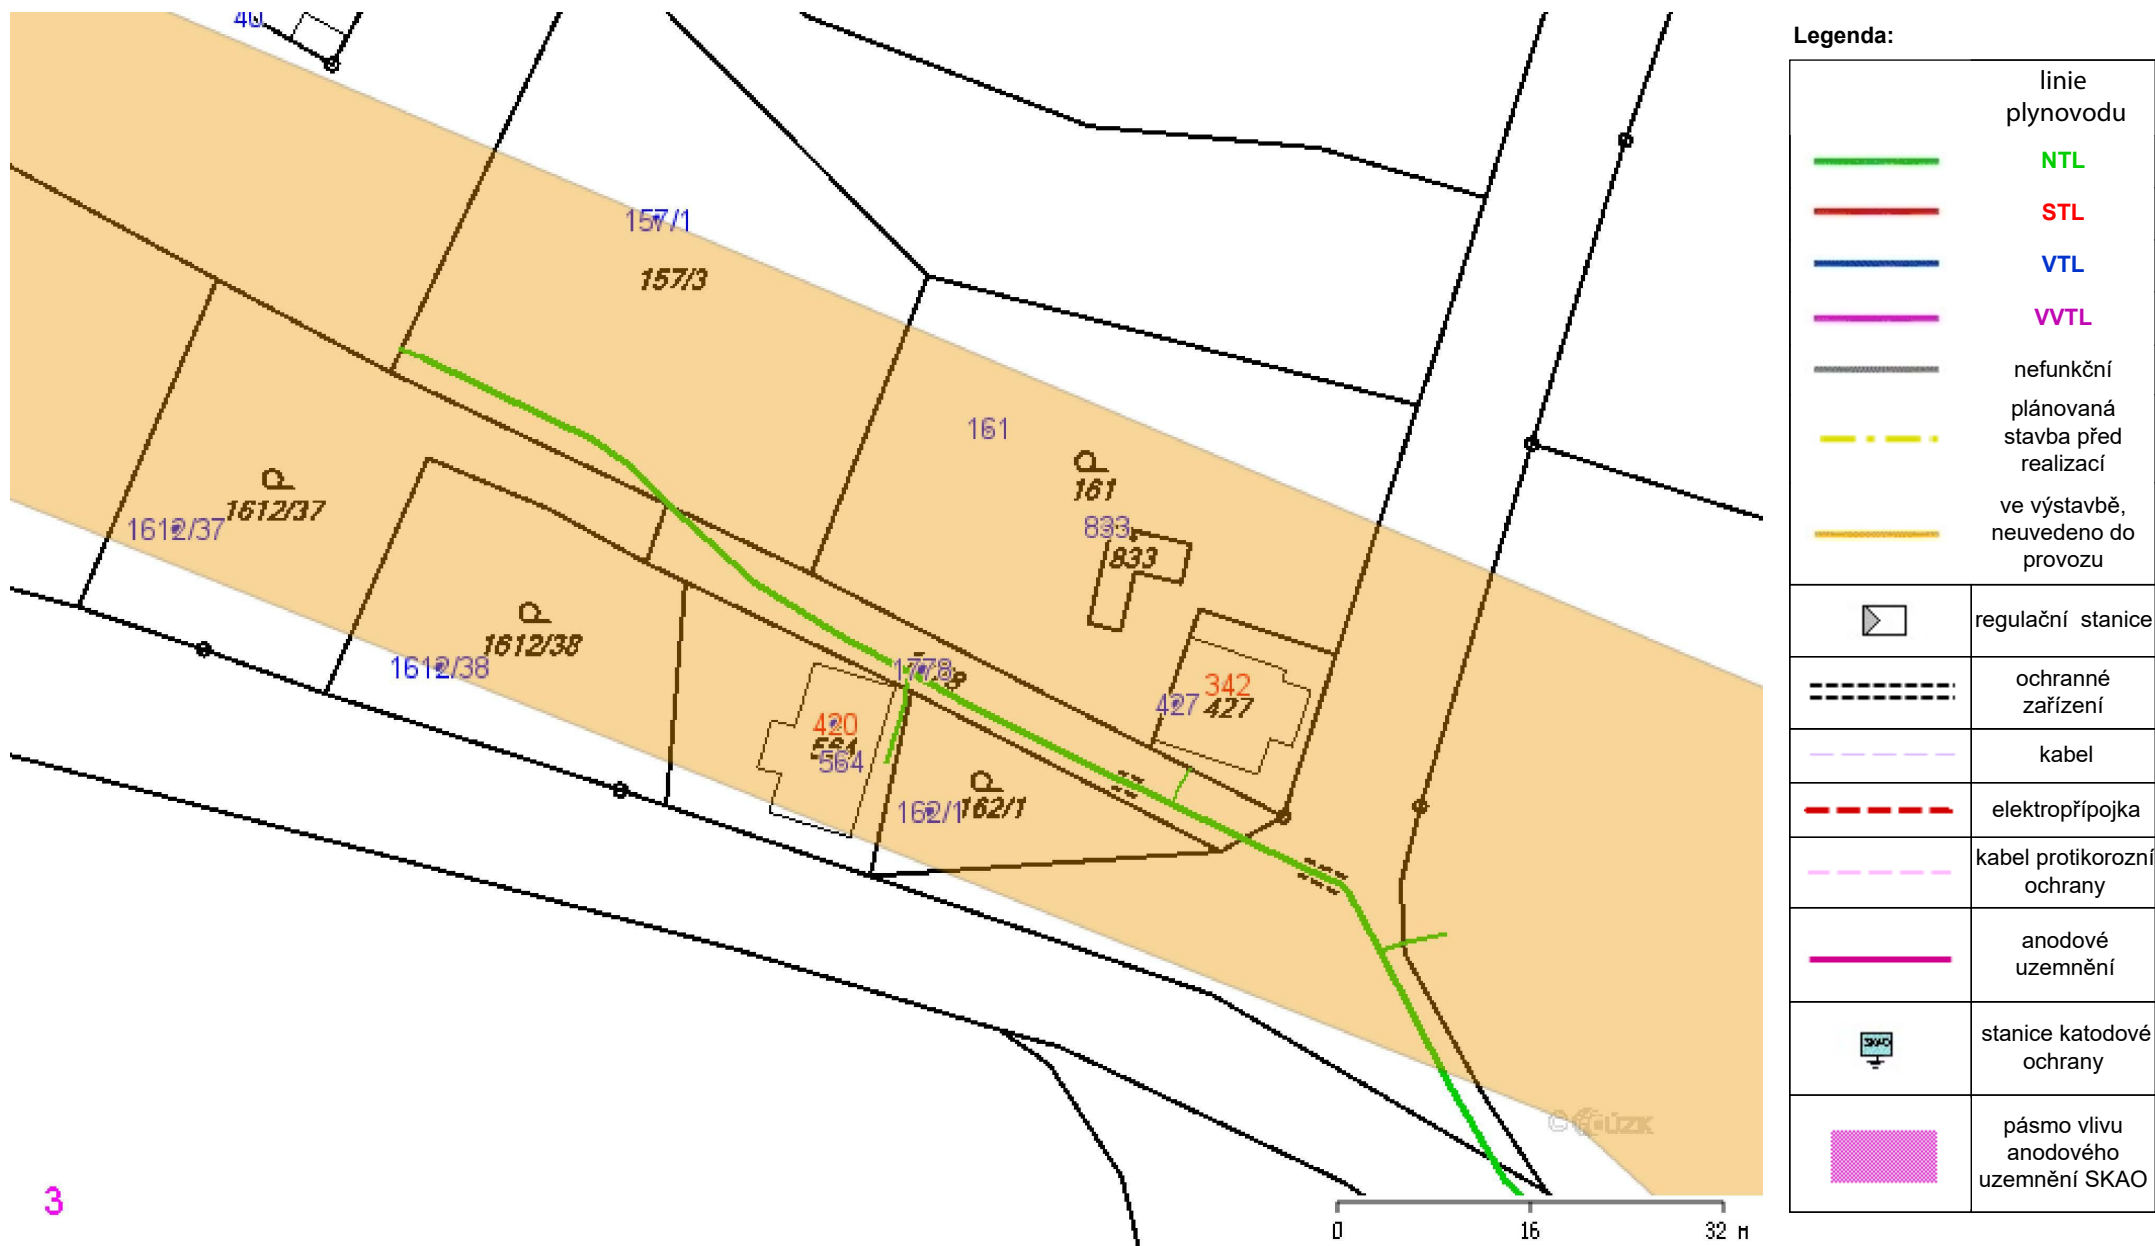 40
157/1
157/3
161
161
833
833
1612/37
1612/37
1612/38
1612/38
1778
342
427
427
420
564
564
162/1
162/1
3
0 16 32 м
Legenda:
linie
plynovodu
NTL
STL
VTL
VVTL
nefunkční
plánovaná
stavba před
realizací
ve výstavbě,
neuvedeno do
provozu
regulační stanice
ochranné
zařízení
kabel
elektropřípojka
kabel protikorozní
ochrany
anodové
uzemnění
SKAO
stanice katodové
ochrany
pásmo vlivu
anodového
uzemnění SKAO